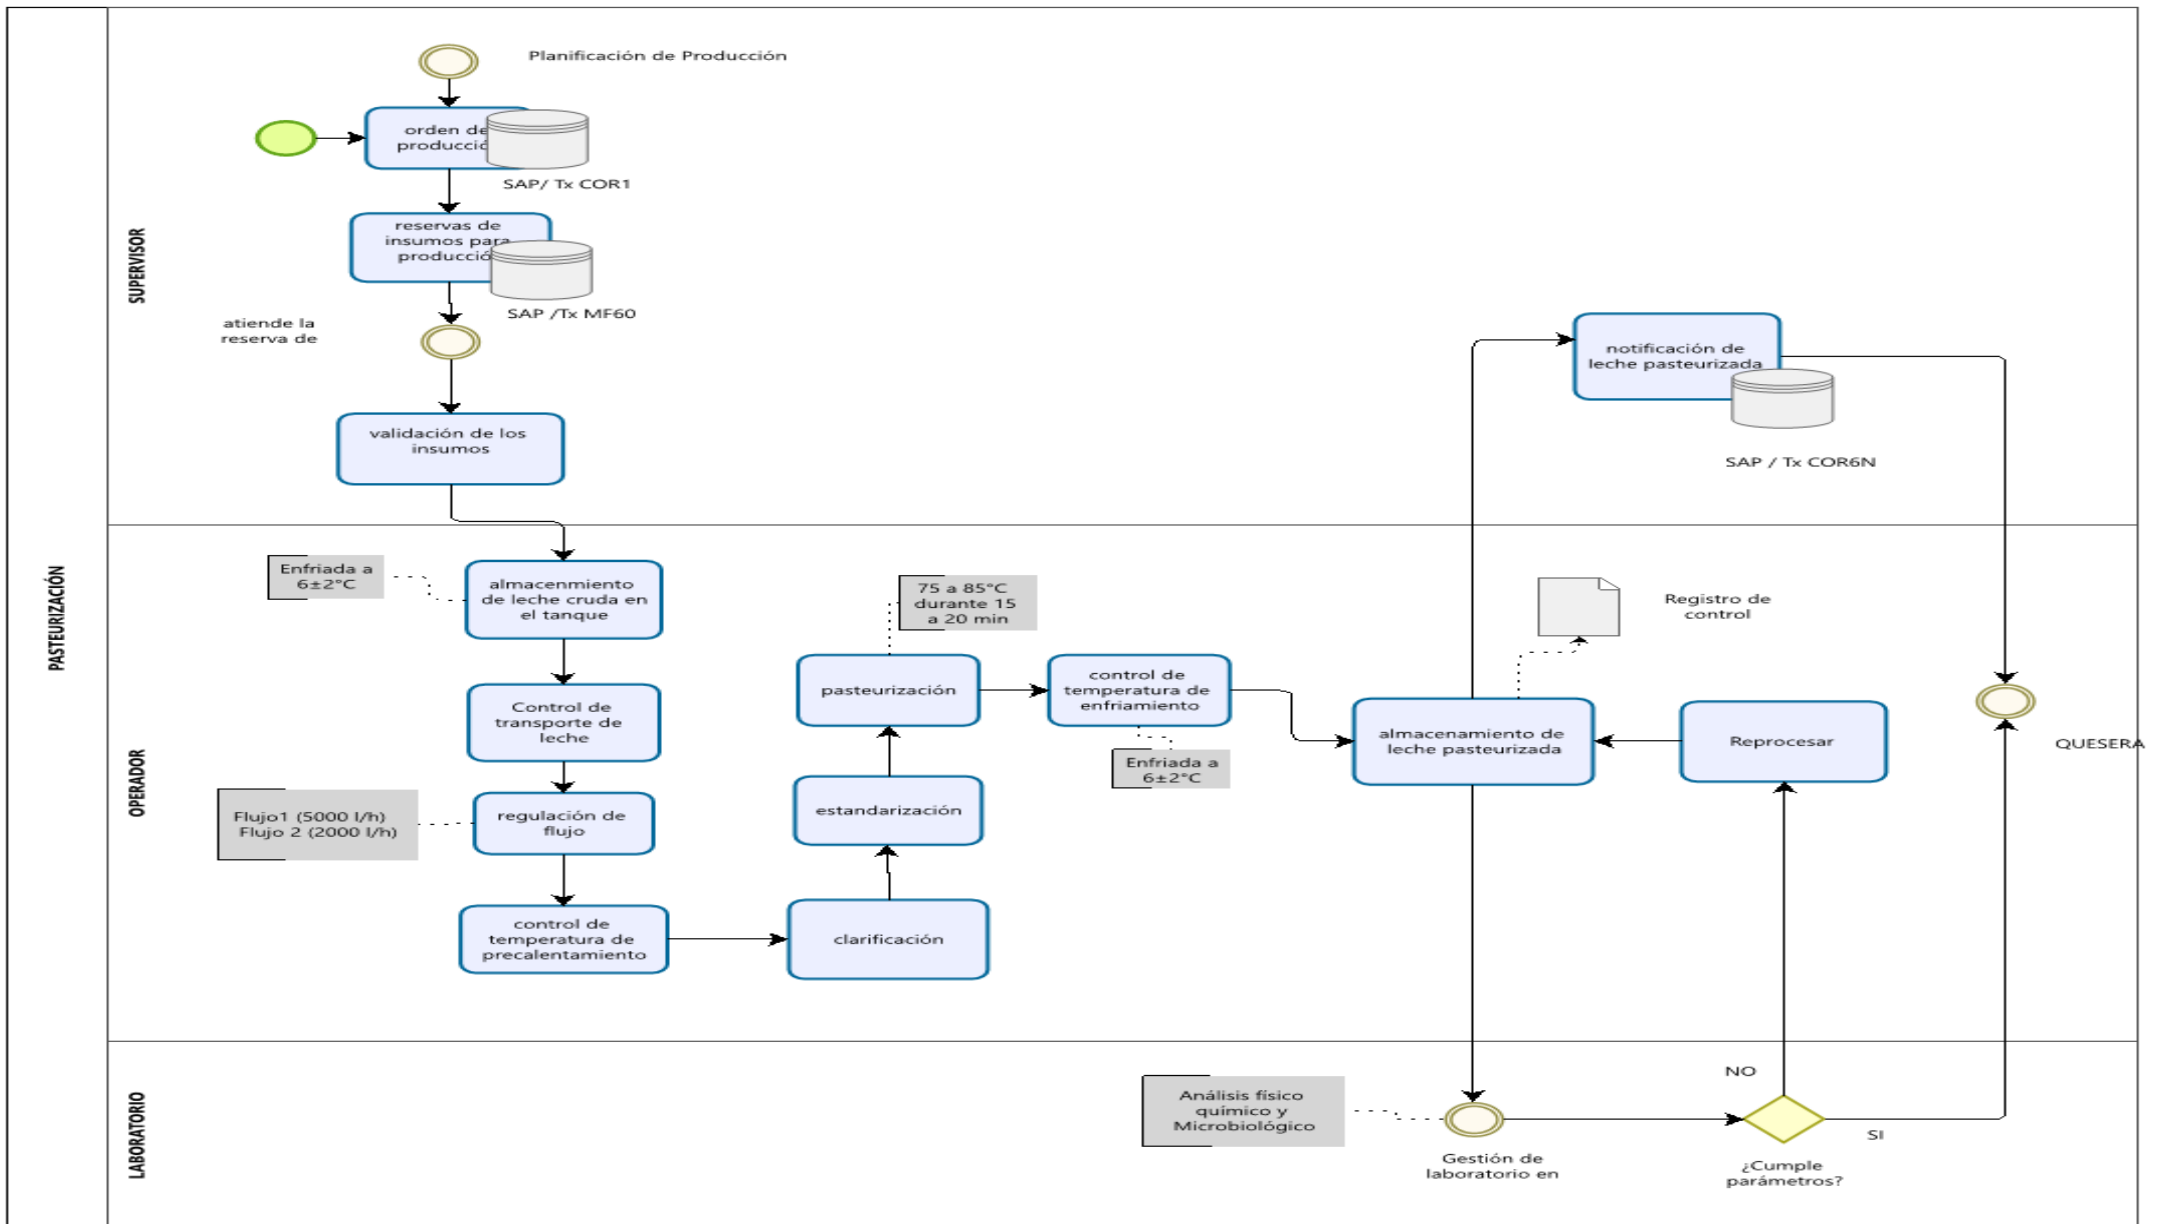 PASTEURIZACIÓN
SUPERVISOR
Planificación de Producción
orden de
producció
SAP/ Tx COR1
reservas de
insumos para
producció
SAP /Tx MF60
atiende la
reserva de
validación de los
insumos
notificación de
leche pasteurizada
SAP / Tx COR6N
OPERADOR
Enfriada a
6±2°C
almacenmiento
de leche cruda en
el tanque
Control de
transporte de
leche
Flujo1 (5000 l/h)
Flujo 2 (2000 l/h)
regulación de
flujo
control de
temperatura de
precalentamiento
clarificación
estandarización
pasteurización
75 a 85°C
durante 15
a 20 min
control de
temperatura de
enfriamiento
Enfriada a
6±2°C
almacenamiento de
leche pasteurizada
Registro de
control
Reprocesar
QUESERA
LABORATORIO
Análisis físico
químico y
Microbiológico
Gestión de
laboratorio en
NO
SI
¿Cumple
parámetros?